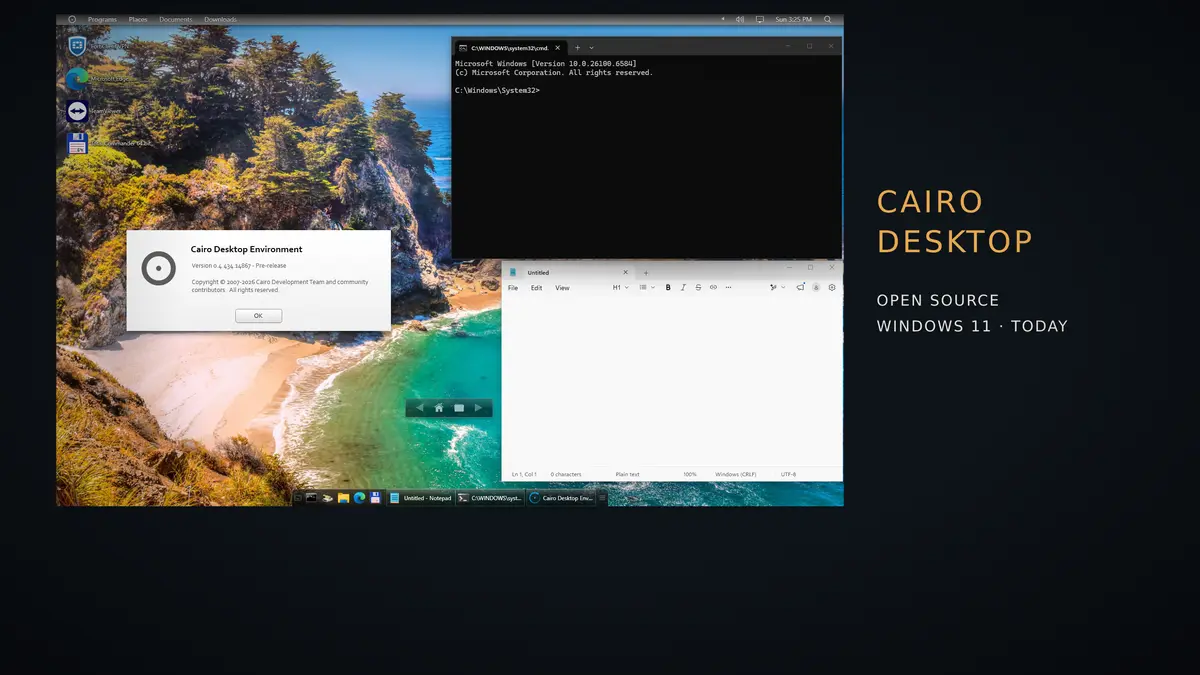 Programs Places Documents Downloads Sun 3:25 PM
C:\WINDOWS\system32\cmd.
Microsoft Windows [Version 10.0.26100.6584]
(c) Microsoft Corporation. All rights reserved.
C:\Windows\System32>
Cairo Desktop Environment
Version 0.4.434.14867 - Pre-release
Copyright © 2007-2026 Cairo Development Team and community
contributors. All rights reserved.
OK
Untitled
File Edit View H1 B I S
Ln 1, Col 1 0 characters Plain text 100% Windows (CRLF) UTF-8
Untitled - Notepad C:\WINDOWS\syst... Cairo Desktop Env...
CAIRO
DESKTOP
OPEN SOURCE
WINDOWS 11 · TODAY